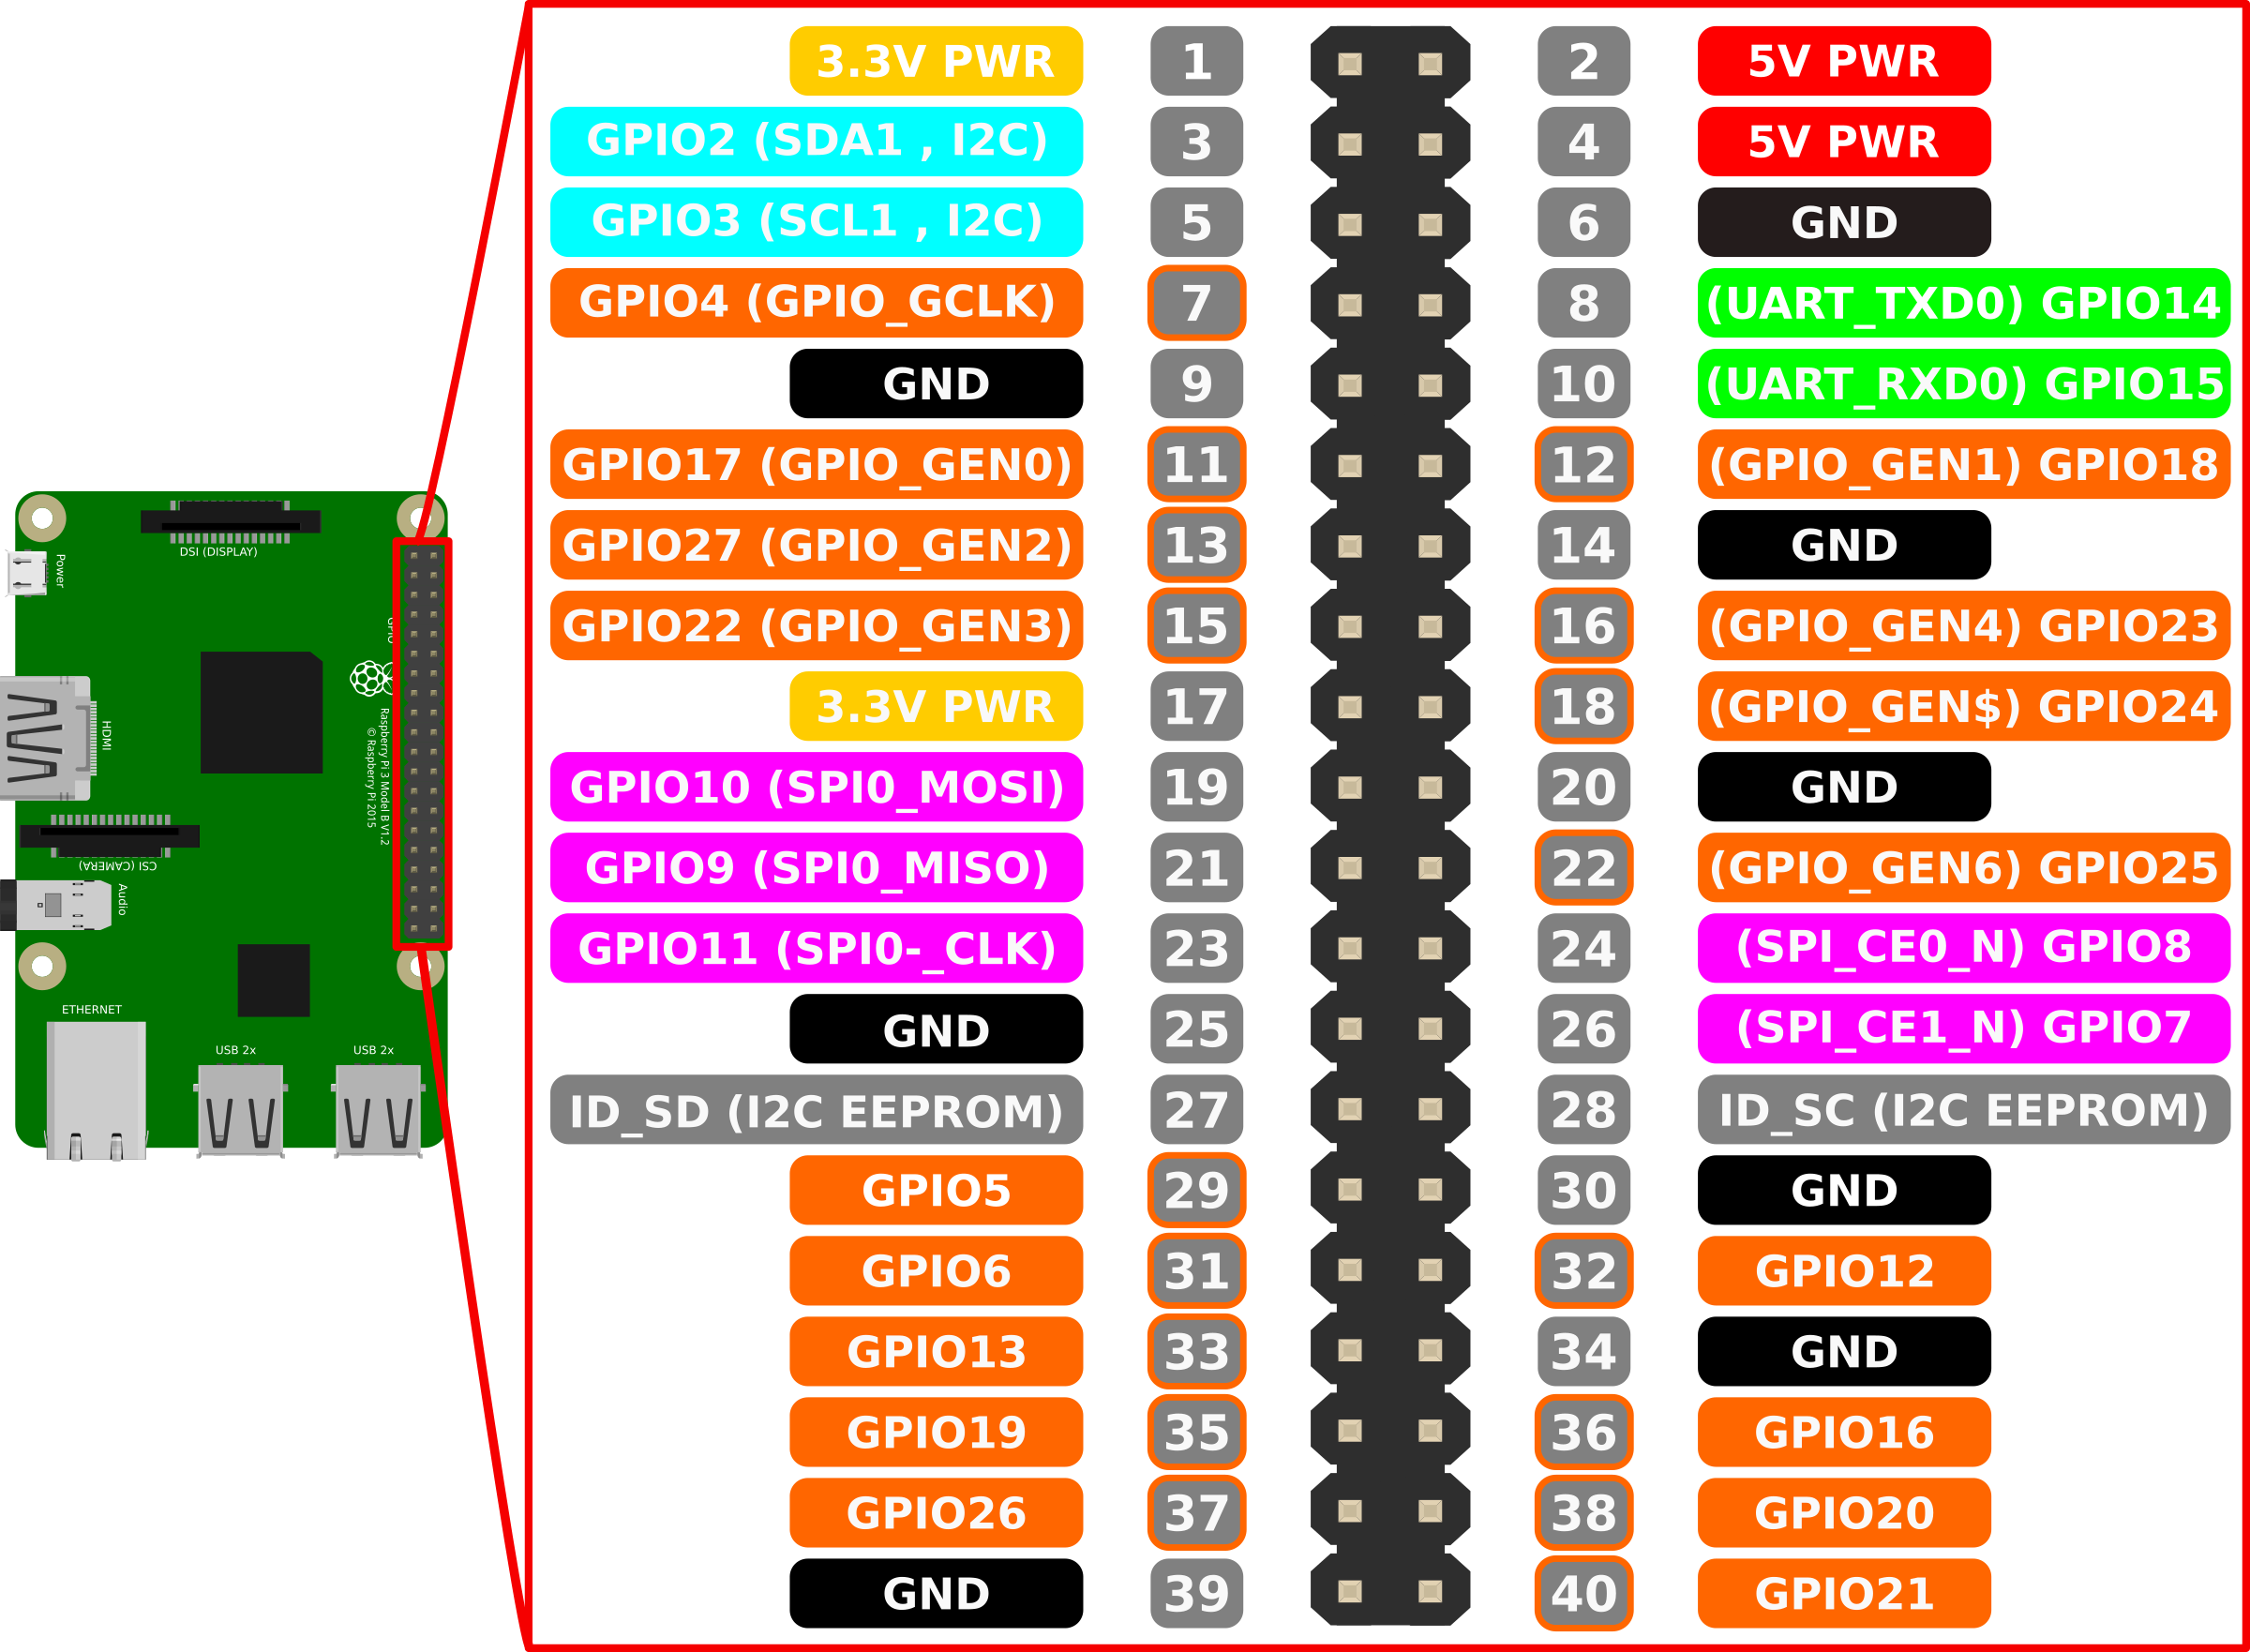 3.3V PWR 1 2 5V PWR
GPIO2 (SDA1 , I2C) 3 4 5V PWR
GPIO3 (SCL1 , I2C) 5 6 GND
GPIO4 (GPIO_GCLK) 7 8 (UART_TXD0) GPIO14
GND 9 10 (UART_RXD0) GPIO15
GPIO17 (GPIO_GEN0) 11 12 (GPIO_GEN1) GPIO18
GPIO27 (GPIO_GEN2) 13 14 GND
GPIO22 (GPIO_GEN3) 15 16 (GPIO_GEN4) GPIO23
3.3V PWR 17 18 (GPIO_GEN$) GPIO24
GPIO10 (SPI0_MOSI) 19 20 GND
GPIO9 (SPI0_MISO) 21 22 (GPIO_GEN6) GPIO25
GPIO11 (SPI0-_CLK) 23 24 (SPI_CE0_N) GPIO8
GND 25 26 (SPI_CE1_N) GPIO7
ID_SD (I2C EEPROM) 27 28 ID_SC (I2C EEPROM)
GPIO5 29 30 GND
GPIO6 31 32 GPIO12
GPIO13 33 34 GND
GPIO19 35 36 GPIO16
GPIO26 37 38 GPIO20
GND 39 40 GPIO21
DSI (DISPLAY)
Power
GPIO
HDMI
Raspberry Pi 3 Model B V1.2
© Raspberry Pi 2015
CSI (CAMERA)
Audio
ETHERNET
USB 2x
USB 2x